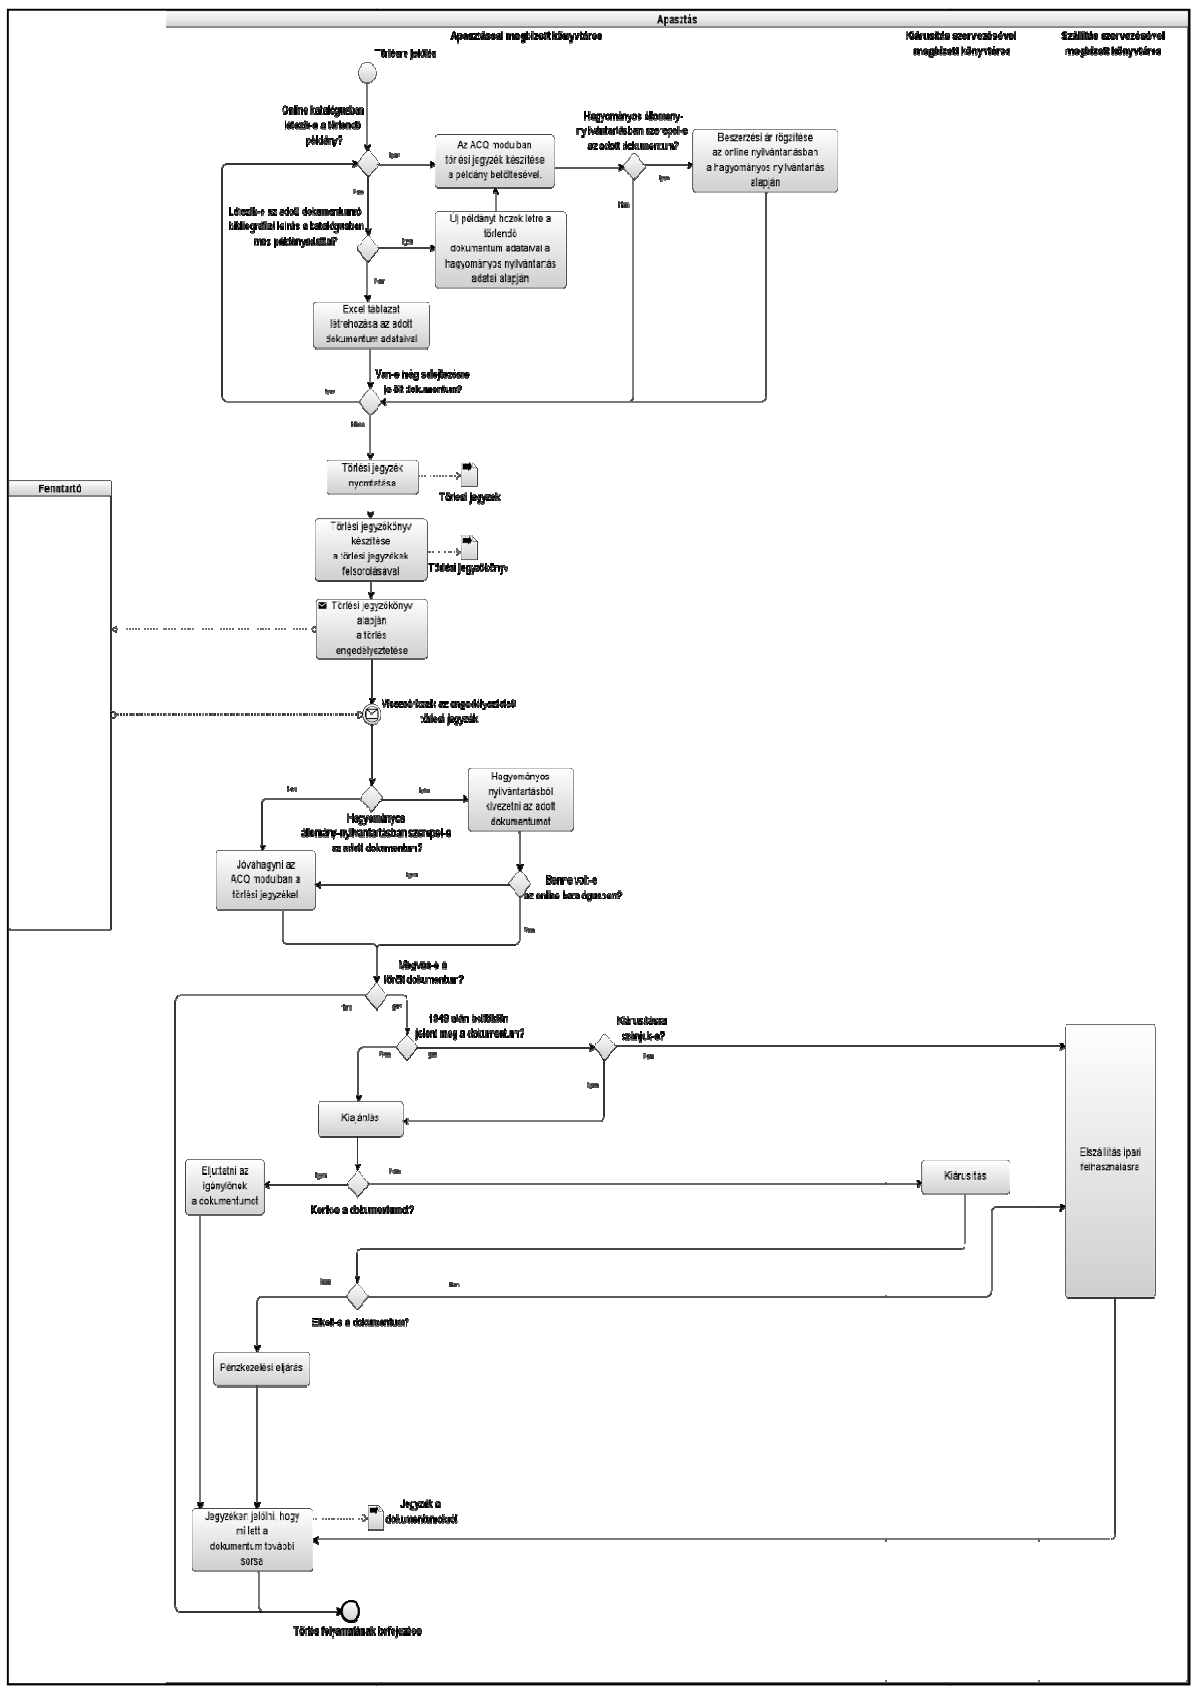 Apasztás
Apasztással megbízott könyvtáros
Kiárusítás szervezésével
megbízott könyvtáros
Szállítás szervezésével
megbízott könyvtáros
Törlésre jelölés
Online katalógusban
létezik-e a törlendő
példány?
Igen
Az ACQ modulban
törlési jegyzék készítése
a példány betöltésével.
Hagyományos állomány-
nyilvántartásban szerepel-e
az adott dokumentum?
Igen
Beszerzési ár rögzítése
az online nyilvántartásban
a hagyományos nyilvántartás
alapján
Nem
Nem
Létezik-e az adott dokumentumnak
bibliográfiai leírás a katalógusban
más példányadattal?
Igen
Új példányt hozok létre a
törlendő
dokumentum adataival a
hagyományos nyilvántartás
adatai alapján
Nem
Excel táblázat
létrehozása az adott
dokumentum adataival
Van-e még selejtezésre
dokumentum?
Igen
Nem
Törlési jegyzék
nyomtatása
Törlési jegyzék
Fenntartó
Törlési jegyzőkönyv
készítése
a törlési jegyzékek
felsorolásával
Törlési jegyzőkönyv
Törlési jegyzőkönyv
alapján
a törlés
engedélyeztetése
Visszaérkezik az engedélyezett
törlési jegyzék
Nem
Igen
Hagyományos
nyilvántartásból
kivezetni az adott
dokumentumot
Hagyományos
állomány-nyilvántartásban szerepel-e
az adott dokumentum?
Jóváhagyni az
ACQ modulban a
törlési jegyzéket
Igen
Benne volt-e
az online katalógusban?
Nem
Megvan-e a
törölt dokumentum?
Nem
Igen
1949 után belföldön
jelent meg a dokumentum?
Kiárusításra
szánjuk-e?
Nem
Igen
Nem
Igen
Kiajánlás
Elszállítás ipari
felhasználásra
Eljuttatni az
igénylőnek
a dokumentumot
Igen
Nem
Kiárusítás
Kérik-e a dokumentumot?
Igen
Nem
Elkelt-e a dokumentum?
Pénzkezelési eljárás
Jegyzéken jelölni, hogy
mi lett a
dokumentum további
sorsa
Jegyzék a
dokumentumokról
Törlés folyamatának befejezése